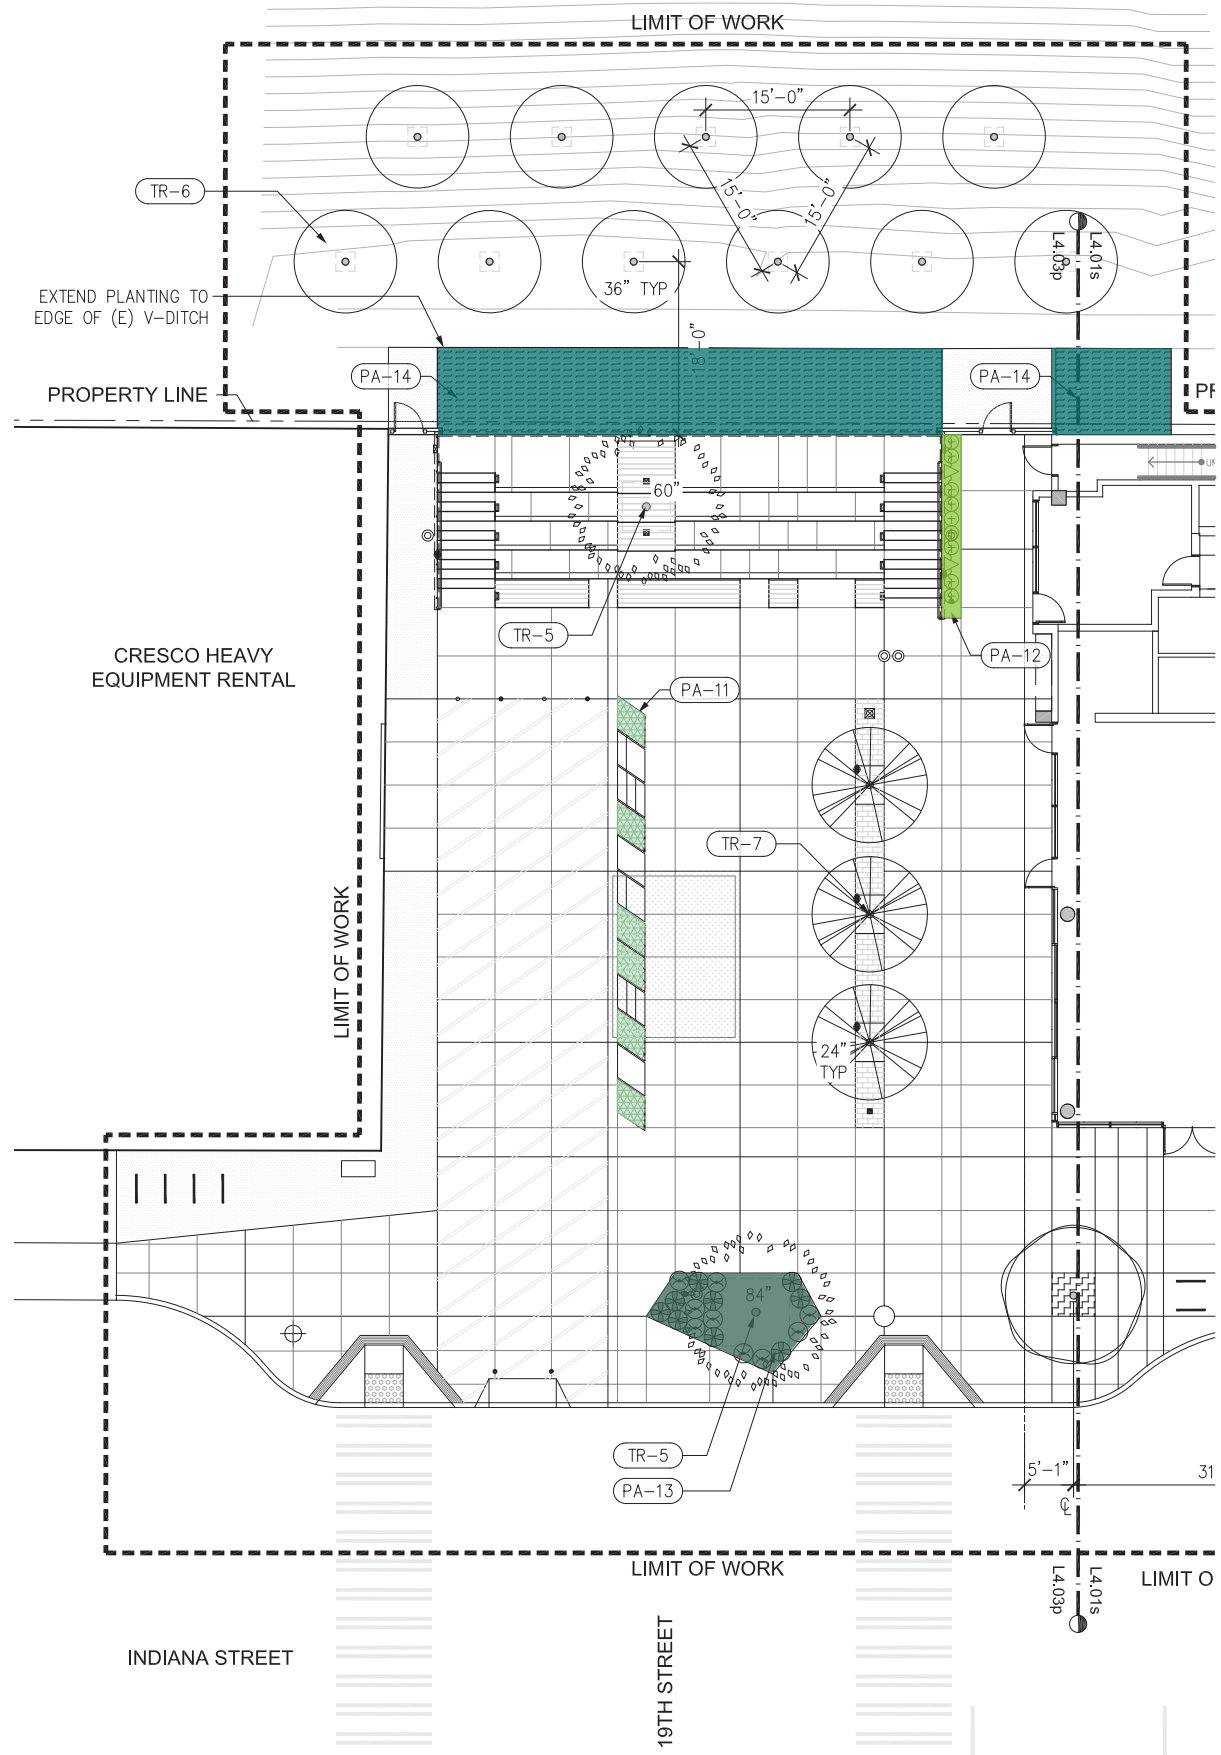 LIMIT OF WORK
15'-0"
TR-6
15'-0"
15'-0"
L4.03p
L4.01s
36" TYP
EXTEND PLANTING TO
EDGE OF (E) V-DITCH
18'-0"
PA-14
PA-14
PROPERTY LINE
PR
UP
60"
TR-5
PA-12
CRESCO HEAVY
EQUIPMENT RENTAL
PA-11
TR-7
LIMIT OF WORK
24"
TYP
84"
TR-5
PA-13
5'-1"
31
CL
LIMIT OF WORK
L4.03p
L4.01s
LIMIT O
INDIANA STREET
19TH STREET